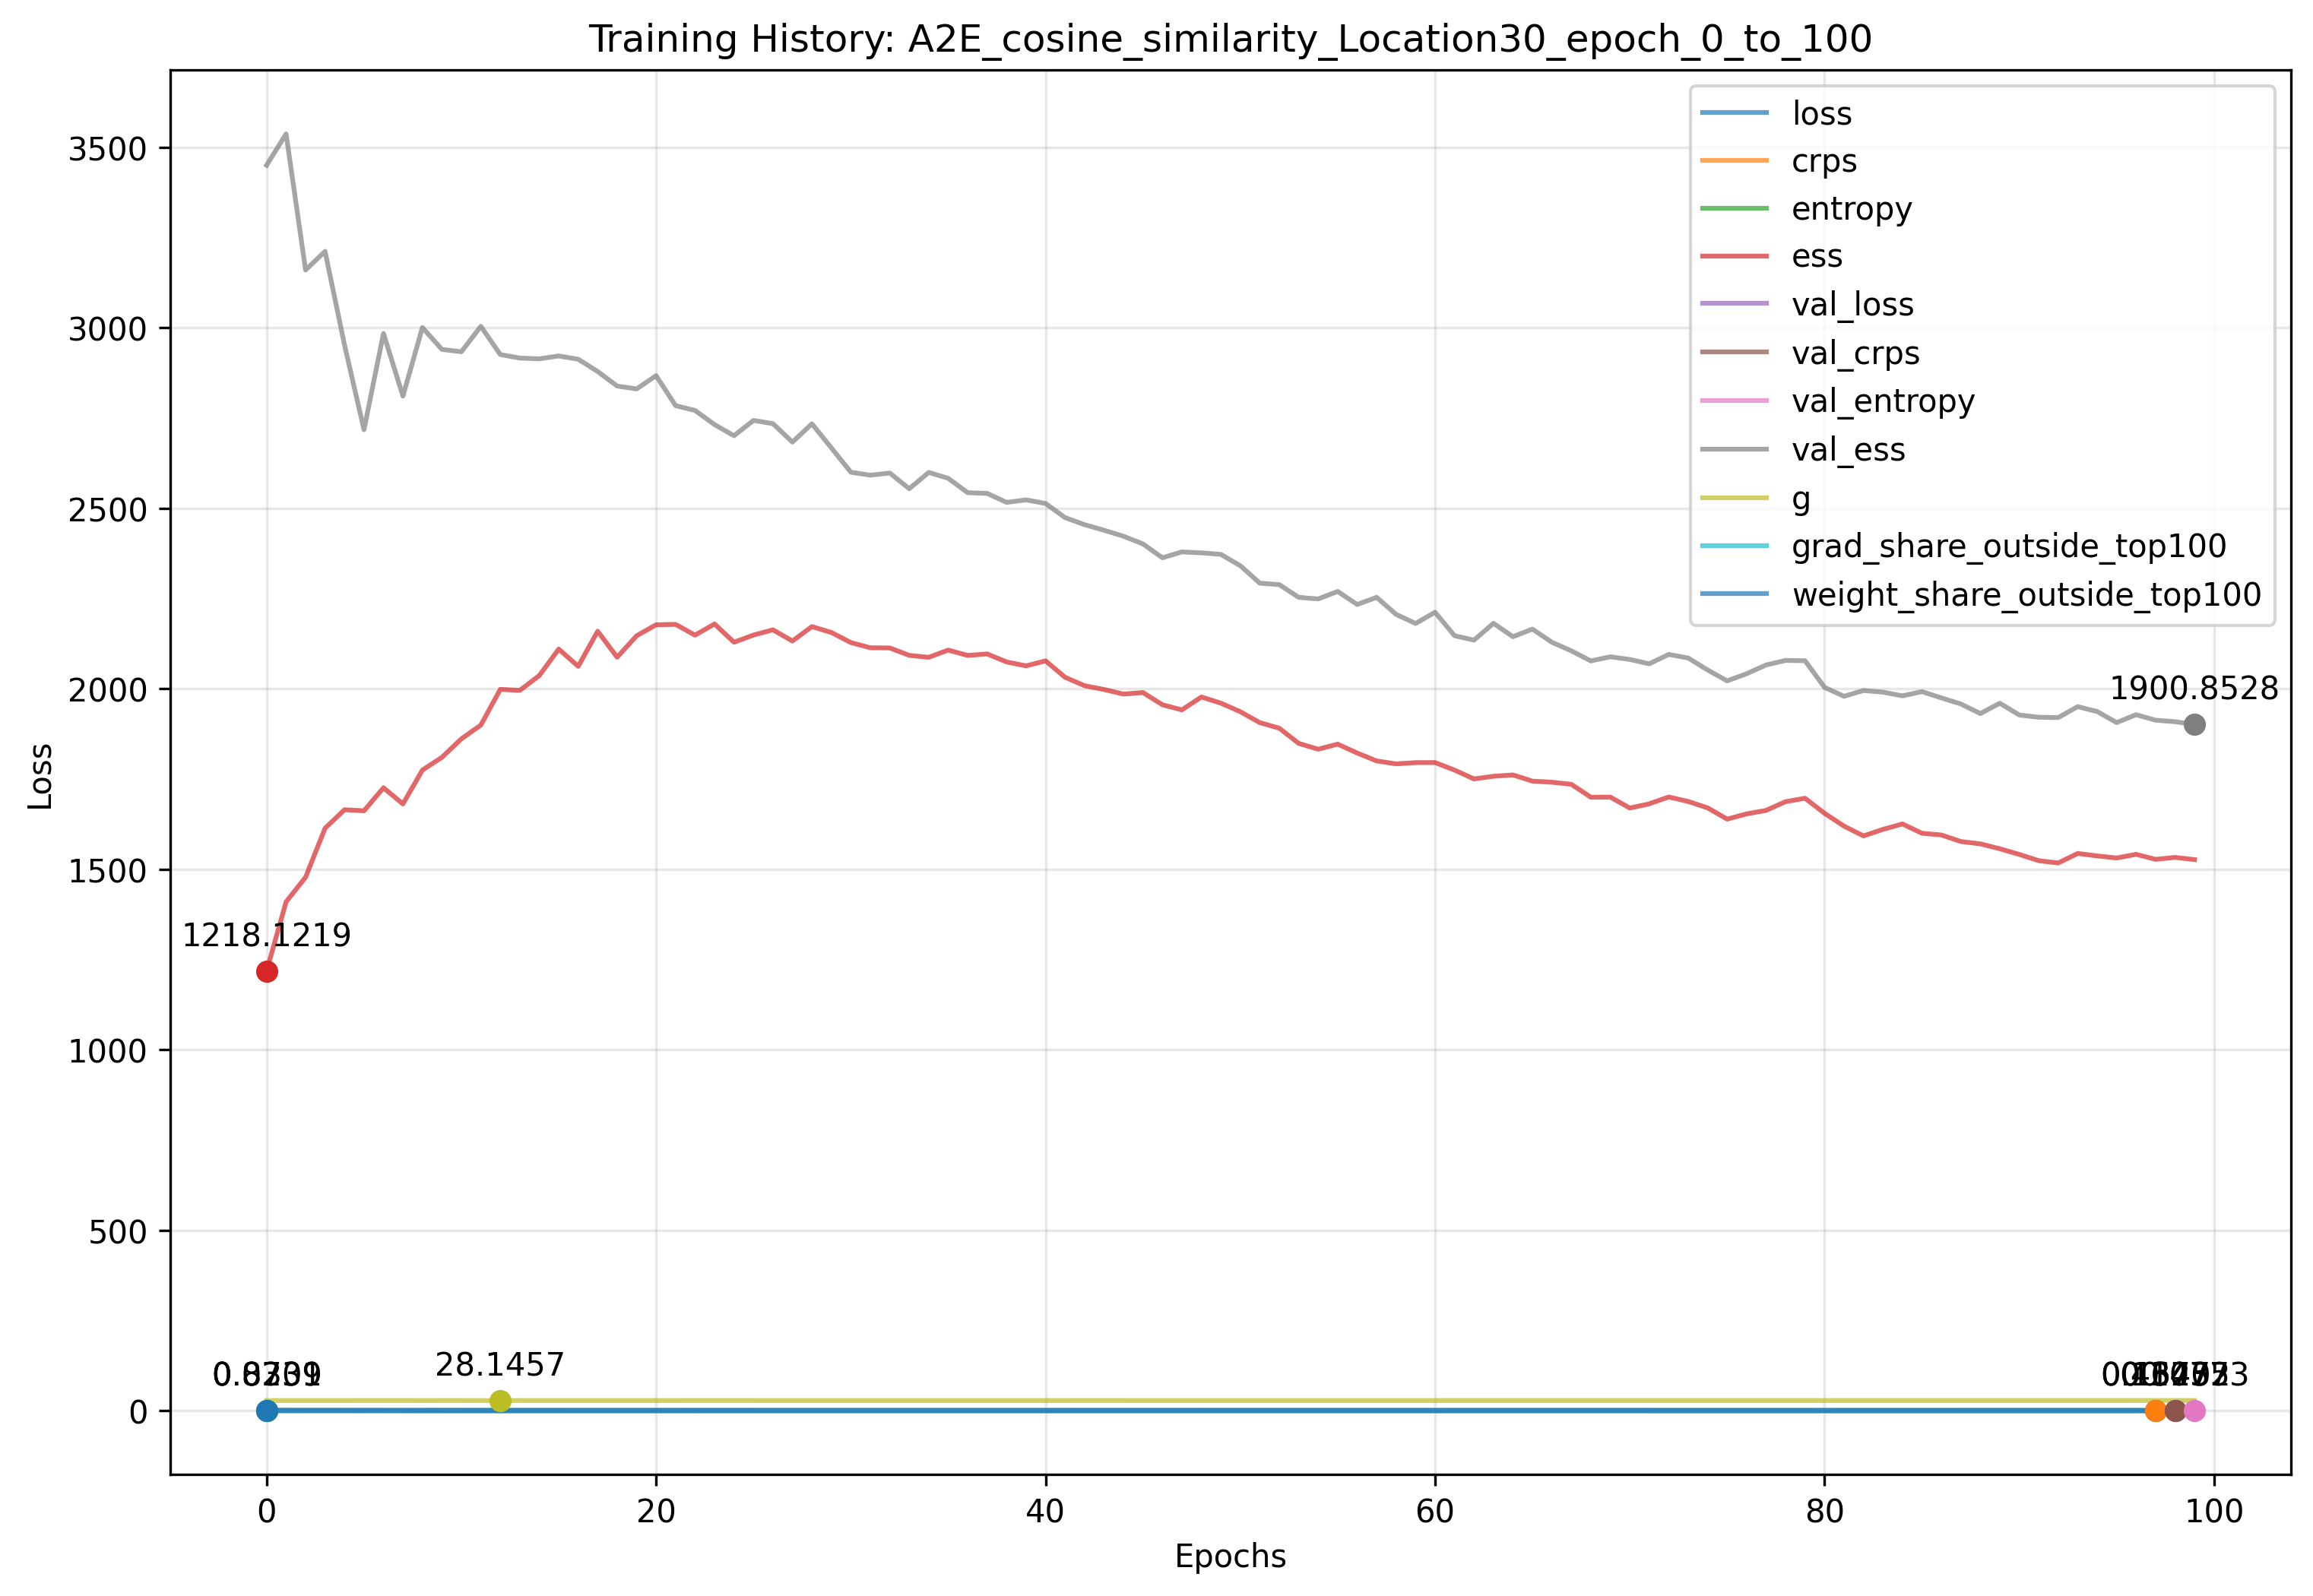 Training History: A2E_cosine_similarity_Location30_epoch_0_to_100
loss
crps
entropy
ess
val_loss
val_crps
val_entropy
val_ess
g
grad_share_outside_top100
weight_share_outside_top100
3500
3000
2500
2000
1500
1000
500
0
Loss
1900.8528
1218.1219
28.1457
0
20
40
60
80
100
Epochs